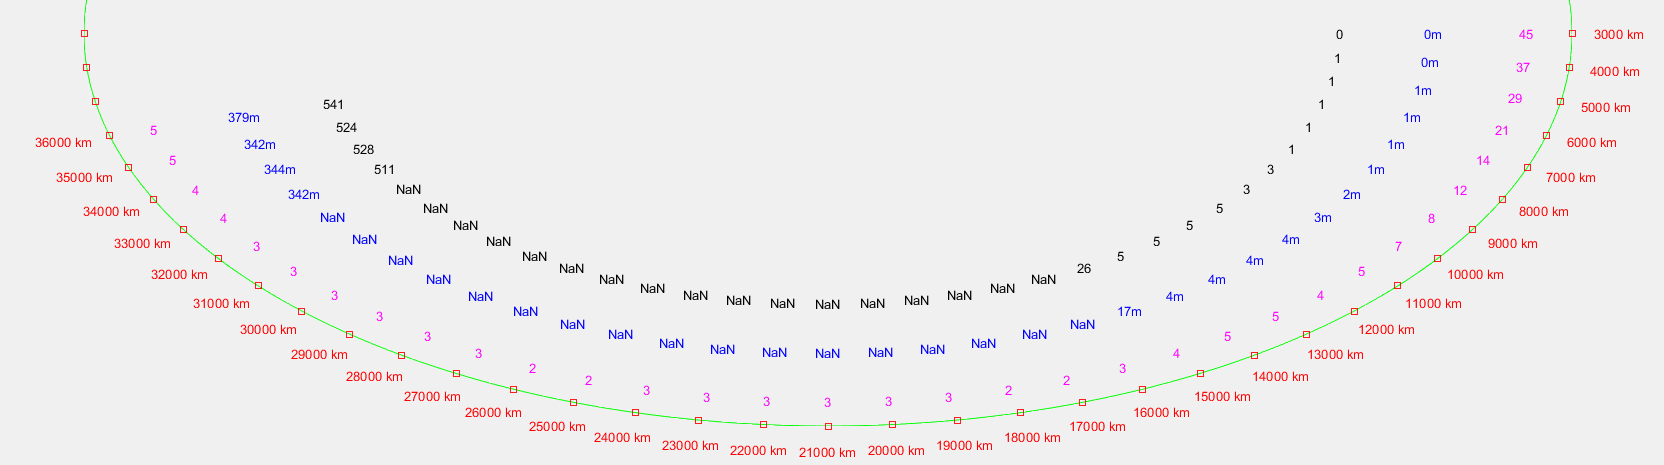 0 0m 45 3000 km
1 0m 37 4000 km
1 1m 29 5000 km
1 1m 21 6000 km
1 1m 14 7000 km
1 1m 12 8000 km
3 2m 8 9000 km
3 3m 7 10000 km
5 4m 5 11000 km
5 4m 4 12000 km
5 4m 5 13000 km
5 4m 5 14000 km
26 17m 4 15000 km
NaN NaN 3 16000 km
NaN NaN 2 17000 km
NaN NaN 2 18000 km
NaN NaN 3 19000 km
NaN NaN 3 20000 km
NaN NaN 3 21000 km
NaN NaN 3 22000 km
NaN NaN 3 23000 km
NaN NaN 3 24000 km
NaN NaN 2 25000 km
NaN NaN 2 26000 km
NaN NaN 3 27000 km
NaN NaN 3 28000 km
NaN NaN 3 29000 km
NaN NaN 3 30000 km
NaN NaN 3 31000 km
NaN NaN 3 32000 km
511 342m 4 33000 km
528 344m 4 34000 km
524 342m 5 35000 km
541 379m 5 36000 km